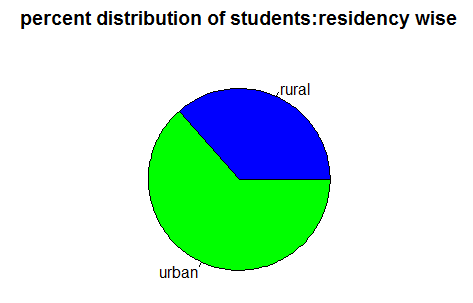 percent distribution of students:residency wise
rural
urban